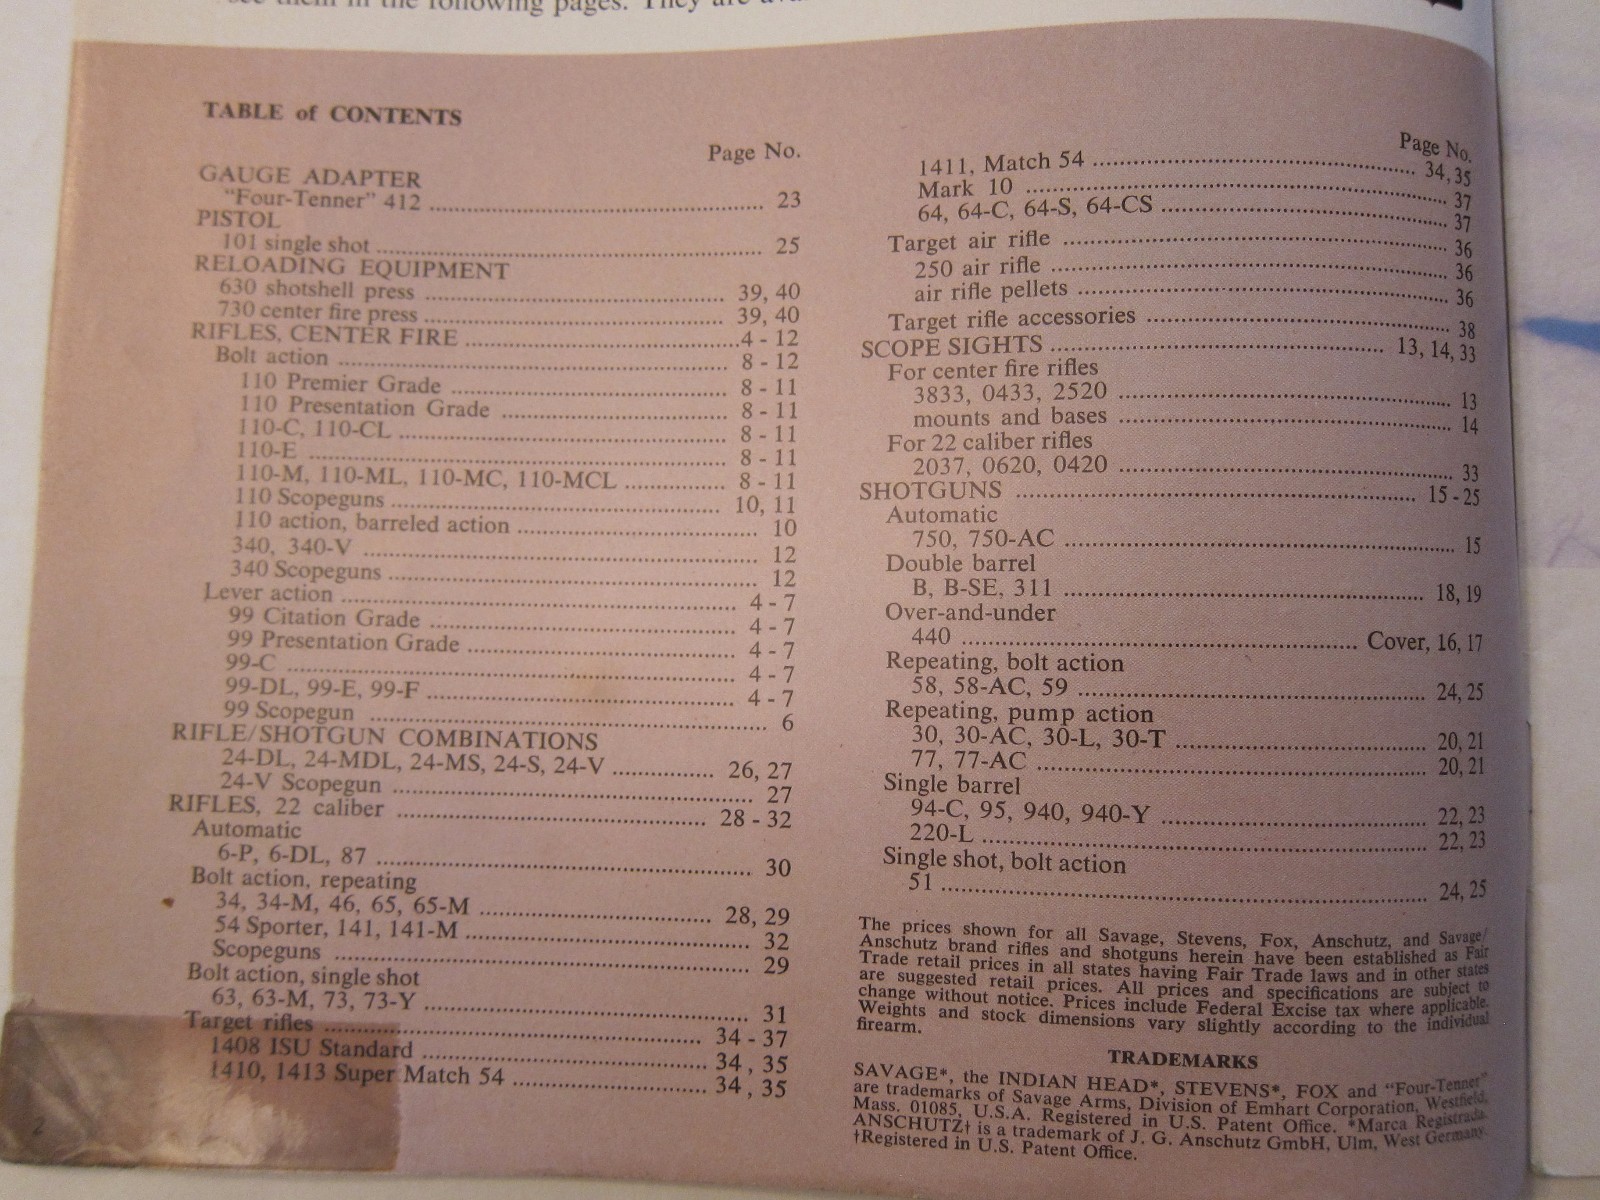 see them in the following pages. They are
TABLE of CONTENTS
Page No.
GAUGE ADAPTER
"Four-Tenner" 412 ........ 23
PISTOL
101 single shot ........ 25
RELOADING EQUIPMENT
630 shotshell press ........ 39, 40
730 center fire press ........ 39, 40
RIFLES, CENTER FIRE ........ 4 - 12
Bolt action ........ 8 - 12
110 Premier Grade ........ 8 - 11
110 Presentation Grade ........ 8 - 11
110-C, 110-CL ........ 8 - 11
110-E ........ 8 - 11
110-M, 110-ML, 110-MC, 110-MCL ........ 8 - 11
110 Scopeguns ........ 10, 11
110 action, barreled action ........ 10
340, 340-V ........ 12
340 Scopeguns ........ 12
Lever action ........ 4 - 7
99 Citation Grade ........ 4 - 7
99 Presentation Grade ........ 4 - 7
99-C ........ 4 - 7
99-DL, 99-E, 99-F ........ 4 - 7
99 Scopegun ........ 6
RIFLE/SHOTGUN COMBINATIONS
24-DL, 24-MDL, 24-MS, 24-S, 24-V ........ 26, 27
24-V Scopegun ........ 27
RIFLES, 22 caliber ........ 28 - 32
Automatic
6-P, 6-DL, 87 ........ 30
Bolt action, repeating
34, 34-M, 46, 65, 65-M ........ 28, 29
54 Sporter, 141, 141-M ........ 32
Scopeguns ........ 29
Bolt action, single shot
63, 63-M, 73, 73-Y ........ 31
Target rifles ........ 34 - 37
1408 ISU Standard ........ 34, 35
1410, 1413 Super Match 54 ........ 34, 35
2
Page No.
1411, Match 54 ........ 34, 35
Mark 10 ........ 37
64, 64-C, 64-S, 64-CS ........ 37
Target air rifle ........ 36
250 air rifle ........ 36
air rifle pellets ........ 36
Target rifle accessories ........ 38
SCOPE SIGHTS ........ 13, 14, 33
For center fire rifles
3833, 0433, 2520 ........ 13
mounts and bases ........ 14
For 22 caliber rifles
2037, 0620, 0420 ........ 33
SHOTGUNS ........ 15 - 25
Automatic
750, 750-AC ........ 15
Double barrel
B, B-SE, 311 ........ 18, 19
Over-and-under
440 ........ Cover, 16, 17
Repeating, bolt action
58, 58-AC, 59 ........ 24, 25
Repeating, pump action
30, 30-AC, 30-L, 30-T ........ 20, 21
77, 77-AC ........ 20, 21
Single barrel
94-C, 95, 940, 940-Y ........ 22, 23
220-L ........ 22, 23
Single shot, bolt action
51 ........ 24, 25
The prices shown for all Savage, Stevens, Fox, Anschutz, and Savage/
Anschutz brand rifles and shotguns herein have been established as Fair
Trade retail prices in all states having Fair Trade laws and in other states
are suggested retail prices. All prices and specifications are subject to
change without notice. Prices include Federal Excise tax where applicable.
Weights and stock dimensions vary slightly according to the individual
firearm.
TRADEMARKS
SAVAGE*, the INDIAN HEAD*, STEVENS*, FOX and "Four-Tenner"
are trademarks of Savage Arms, Division of Emhart Corporation, Westfield,
Mass. 01085, U.S.A. Registered in U.S. Patent Office. *Marca Registrada.
ANSCHUTZ† is a trademark of J. G. Anschutz GmbH, Ulm, West Germany.
†Registered in U.S. Patent Office.